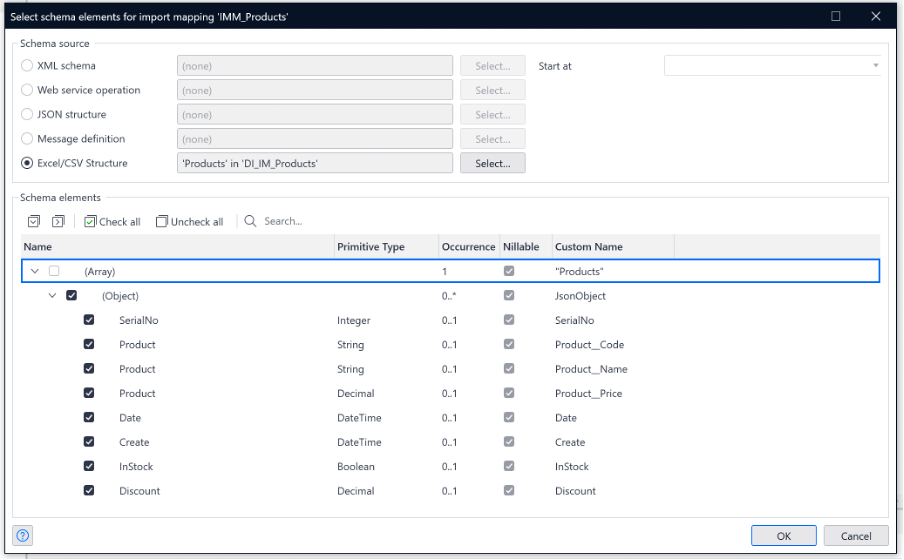 Select schema elements for import mapping 'IMM_Products'
Schema source
XML schema (none) Select... Start at
Web service operation (none) Select...
JSON structure (none) Select...
Message definition (none) Select...
Excel/CSV Structure 'Products' in 'DI_IM_Products' Select...
Schema elements
Check all Uncheck all Search...
Name Primitive Type Occurrence Nillable Custom Name
(Array) 1 "Products"
(Object) 0..* JsonObject
SerialNo Integer 0..1 SerialNo
Product String 0..1 Product__Code
Product String 0..1 Product__Name
Product Decimal 0..1 Product__Price
Date DateTime 0..1 Date
Create DateTime 0..1 Create
InStock Boolean 0..1 InStock
Discount Decimal 0..1 Discount
? OK Cancel